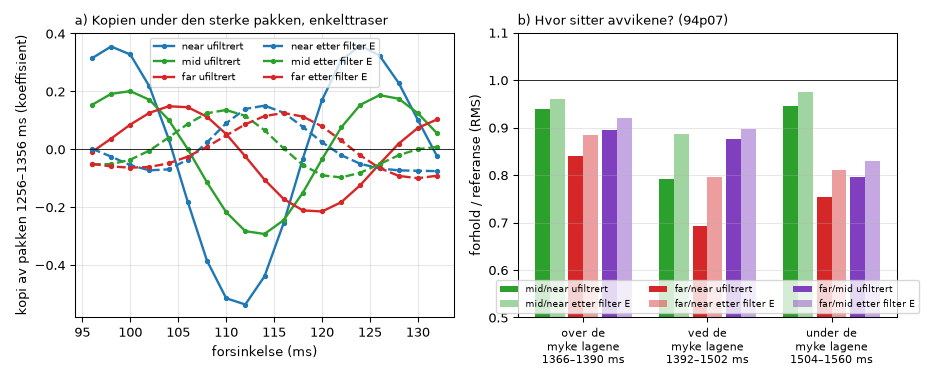 a) Kopien under den sterke pakken, enkelttraser
kopi av pakken 1256–1356 ms (koeffisient)
0.4
0.2
0.0
−0.2
−0.4
near ufiltrert
mid ufiltrert
far ufiltrert
near etter filter E
mid etter filter E
far etter filter E
95 100 105 110 115 120 125 130
forsinkelse (ms)
b) Hvor sitter avvikene? (94p07)
forhold / referanse (RMS)
1.1
1.0
0.9
0.8
0.7
0.6
0.5
mid/near ufiltrert
mid/near etter filter E
far/near ufiltrert
far/near etter filter E
far/mid ufiltrert
far/mid etter filter E
over de
myke lagene
1366–1390 ms
ved de
myke lagene
1392–1502 ms
under de
myke lagene
1504–1560 ms